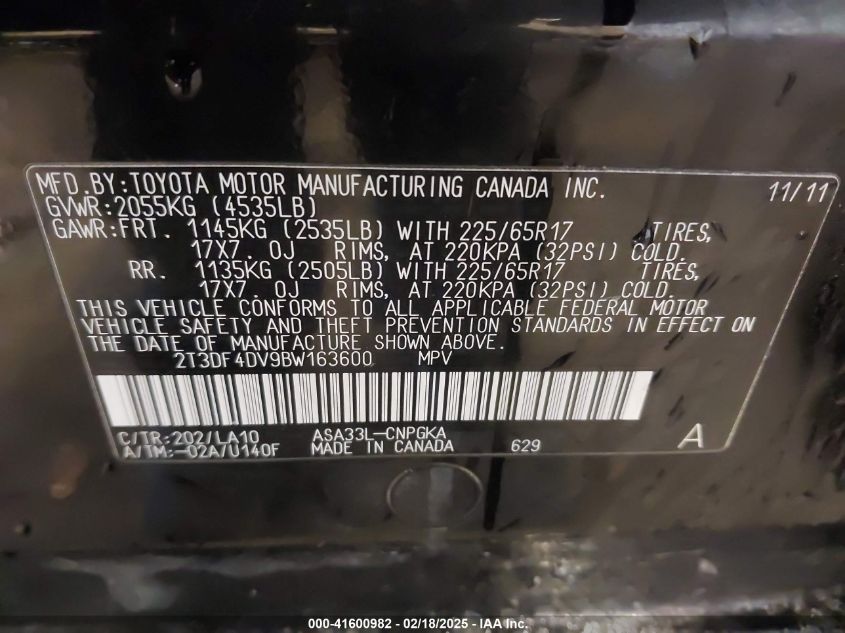 MFD.BY:TOYOTA MOTOR MANUFACTURING CANADA INC. 11/11
GVWR:2055KG (4535LB)
GAWR:FRT. 1145KG (2535LB) WITH 225/65R17 TIRES,
17X7.0J RIMS, AT 220KPA (32PSI) COLD.
RR. 1135KG (2505LB) WITH 225/65R17 TIRES,
17X7.0J RIMS, AT 220KPA (32PSI) COLD.
THIS VEHICLE CONFORMS TO ALL APPLICABLE FEDERAL MOTOR
VEHICLE SAFETY AND THEFT PREVENTION STANDARDS IN EFFECT ON
THE DATE OF MANUFACTURE SHOWN ABOVE.
2T3DF4DV9BW163600 MPV
C/TR:202/LA10 ASA33L-CNPGKA
A/TM:-02A/U140F MADE IN CANADA 629 A
000-41600982 - 02/18/2025 - IAA Inc.